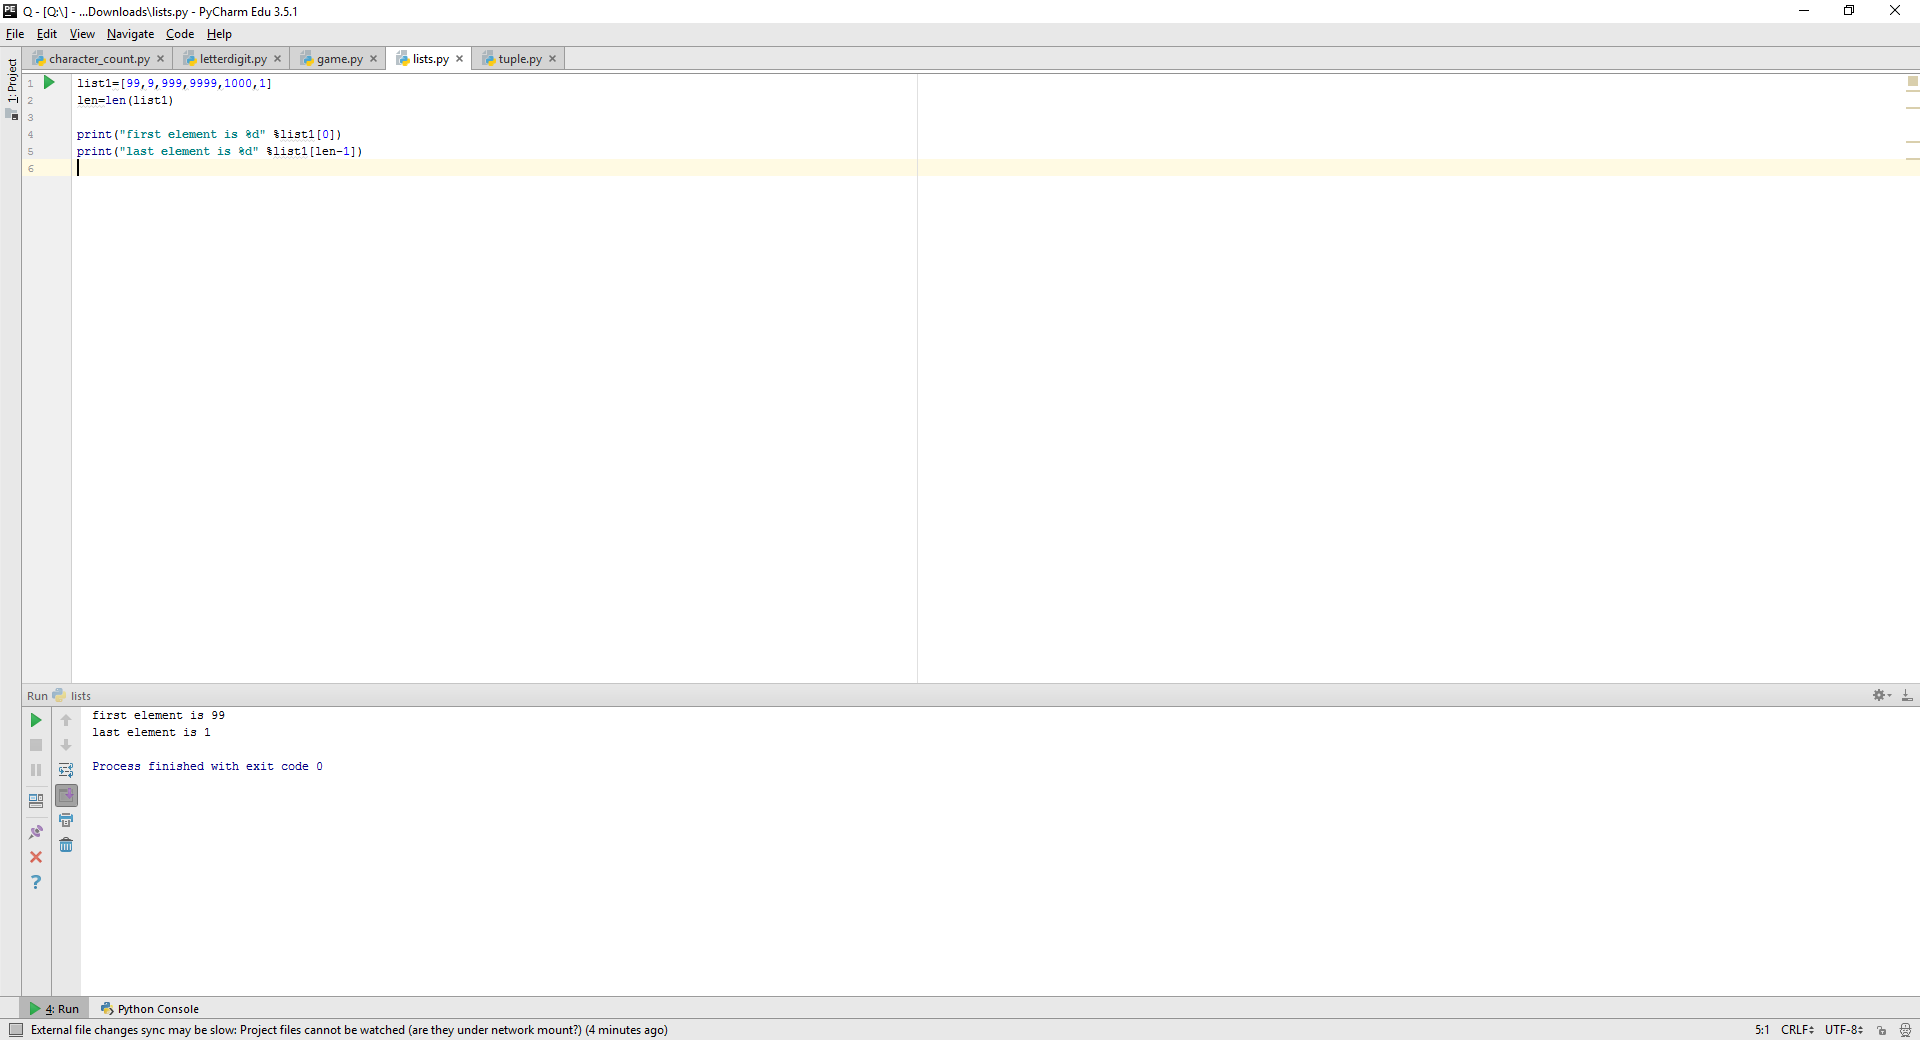 Q - [Q:\] - ...Downloads\lists.py - PyCharm Edu 3.5.1
File Edit View Navigate Code Help
1: Project
character_count.py letterdigit.py game.py lists.py tuple.py
1 list1=[99,9,999,9999,1000,1]
2 len=len(list1)
3
4 print("first element is %d" %list1[0])
5 print("last element is %d" %list1[len-1])
6
Run lists
first element is 99
last element is 1
Process finished with exit code 0
4: Run Python Console
External file changes sync may be slow: Project files cannot be watched (are they under network mount?) (4 minutes ago) 5:1 CRLF UTF-8